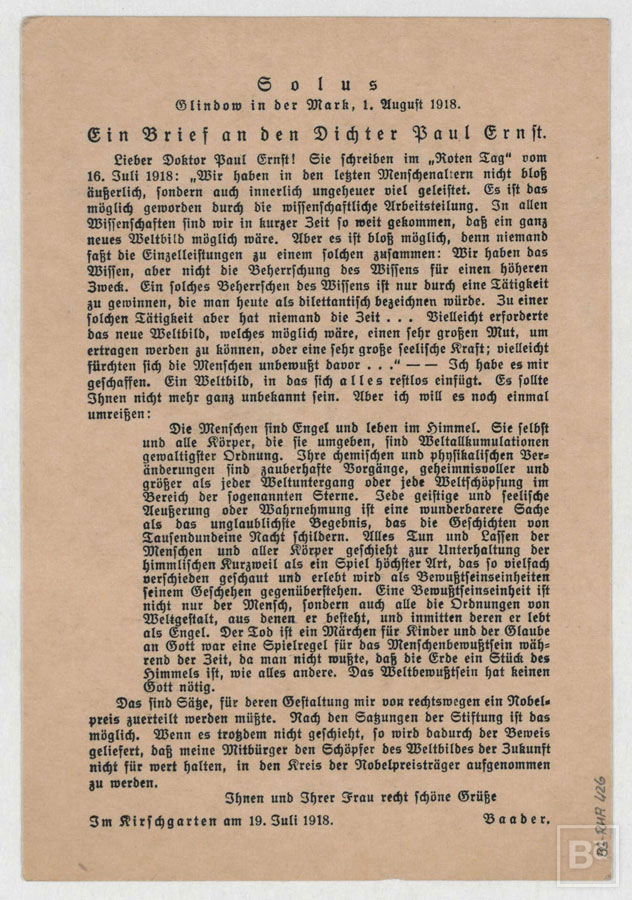 Solus
Glindow in der Mark, 1. August 1918.
Ein Brief an den Dichter Paul Ernst.
Lieber Doktor Paul Ernst! Sie schreiben im „Roten Tag“ vom
16. Juli 1918: „Wir haben in den letzten Menschenaltern nicht bloß
äußerlich, sondern auch innerlich ungeheuer viel geleistet. Es ist das
möglich geworden durch die wissenschaftliche Arbeitsteilung. In allen
Wissenschaften sind wir in kurzer Zeit so weit gekommen, daß ein ganz
neues Weltbild möglich wäre. Aber es ist bloß möglich, denn niemand
faßt die Einzelleistungen zu einem solchen zusammen: Wir haben das
Wissen, aber nicht die Beherrschung des Wissens für einen höheren
Zweck. Ein solches Beherrschen des Wissens ist nur durch eine Tätigkeit
zu gewinnen, die man heute als dilettantisch bezeichnen würde. Zu einer
solchen Tätigkeit aber hat niemand die Zeit . . . Vielleicht erforderte
das neue Weltbild, welches möglich wäre, einen sehr großen Mut, um
ertragen werden zu können, oder eine sehr große seelische Kraft; vielleicht
fürchten sich die Menschen unbewußt davor . . .“ — — Ich habe es mir
geschaffen. Ein Weltbild, in das sich alles restlos einfügt. Es sollte
Ihnen nicht mehr ganz unbekannt sein. Aber ich will es noch einmal
umreißen:
Die Menschen sind Engel und leben im Himmel. Sie selbst
und alle Körper, die sie umgeben, sind Weltallkumulationen
gewaltigster Ordnung. Ihre chemischen und physikalischen Ver-
änderungen sind zauberhafte Vorgänge, geheimnisvoller und
größer als jeder Weltuntergang oder jede Weltschöpfung im
Bereich der sogenannten Sterne. Jede geistige und seelische
Aeußerung oder Wahrnehmung ist eine wunderbarere Sache
als das unglaublichste Begebnis, das die Geschichten von
Tausendundeine Nacht schildern. Alles Tun und Lassen der
Menschen und aller Körper geschieht zur Unterhaltung der
himmlischen Kurzweil als ein Spiel höchster Art, das so vielfach
verschieden geschaut und erlebt wird als Bewußtseinseinheiten
seinem Geschehen gegenüberstehen. Eine Bewußtseinseinheit ist
nicht nur der Mensch, sondern auch alle die Ordnungen von
Weltgestalt, aus denen er besteht, und inmitten deren er lebt
als Engel. Der Tod ist ein Märchen für Kinder und der Glaube
an Gott war eine Spielregel für das Menschenbewußtsein wäh-
rend der Zeit, da man nicht wußte, daß die Erde ein Stück des
Himmels ist, wie alles andere. Das Weltbewußtsein hat keinen
Gott nötig.
Das sind Sätze, für deren Gestaltung mir von rechtswegen ein Nobel-
preis zuerteilt werden müßte. Nach den Satzungen der Stiftung ist das
möglich. Wenn es trotzdem nicht geschieht, so wird dadurch der Beweis
geliefert, daß meine Mitbürger den Schöpfer des Weltbildes der Zukunft
nicht für wert halten, in den Kreis der Nobelpreisträger aufgenommen
zu werden.
Ihnen und Ihrer Frau recht schöne Grüße
Im Kirschgarten am 19. Juli 1918. Baader.
BG-RHA 426
B